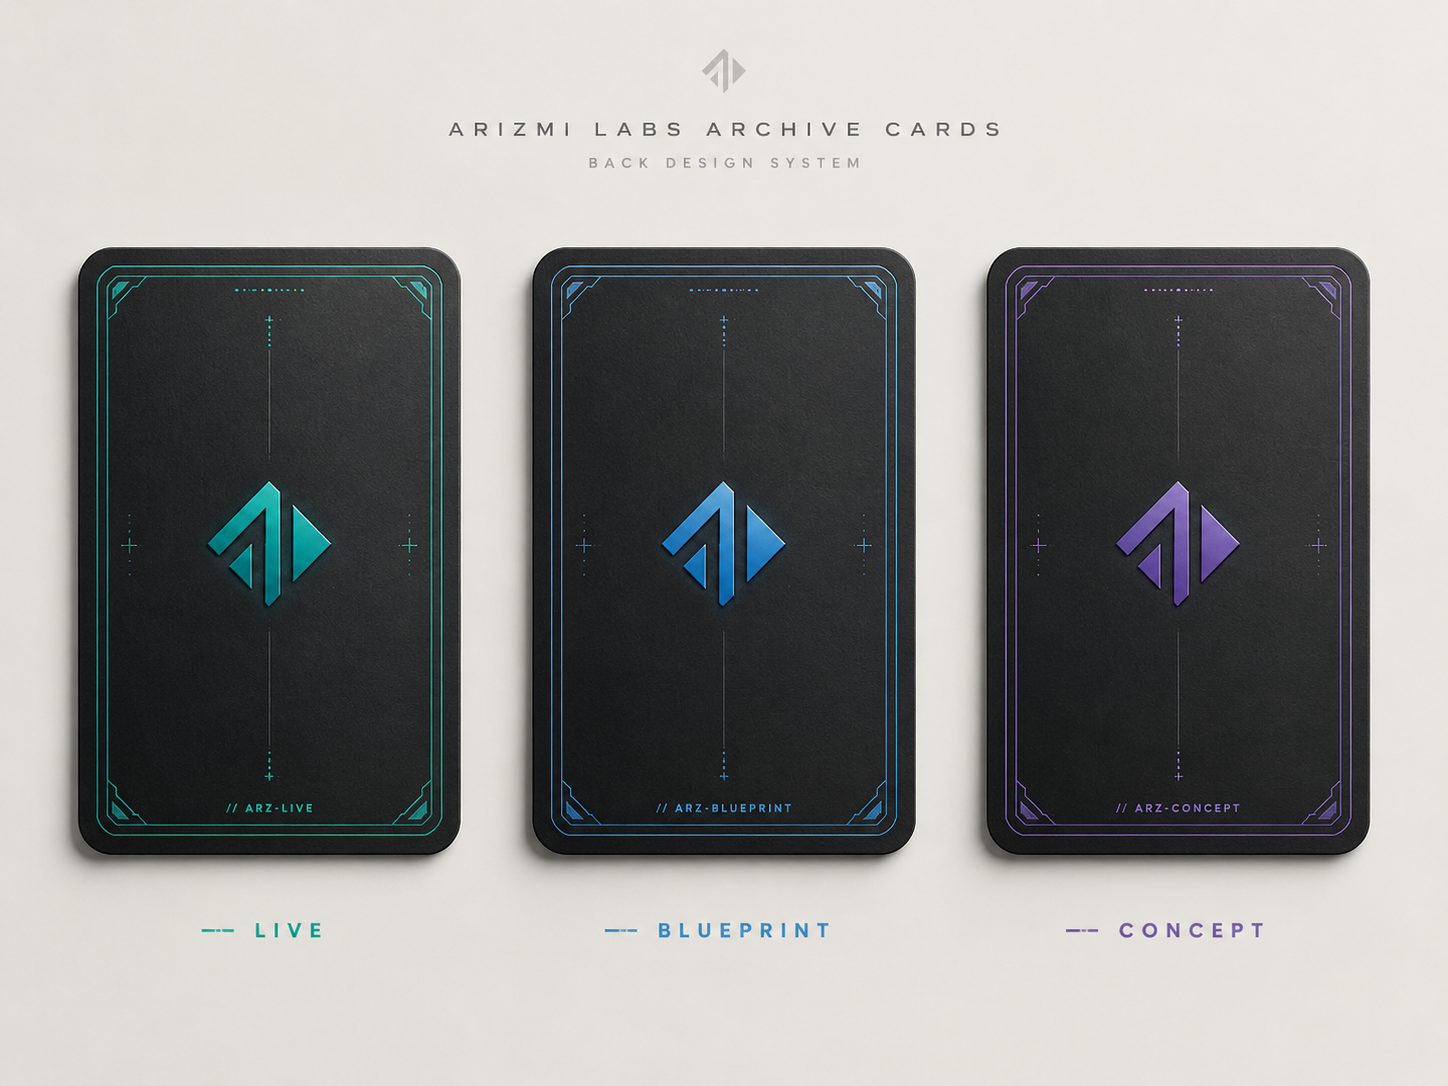 ARIZMI LABS ARCHIVE CARDS
BACK DESIGN SYSTEM
// ARZ-LIVE
// ARZ-BLUEPRINT
// ARZ-CONCEPT
LIVE
BLUEPRINT
CONCEPT